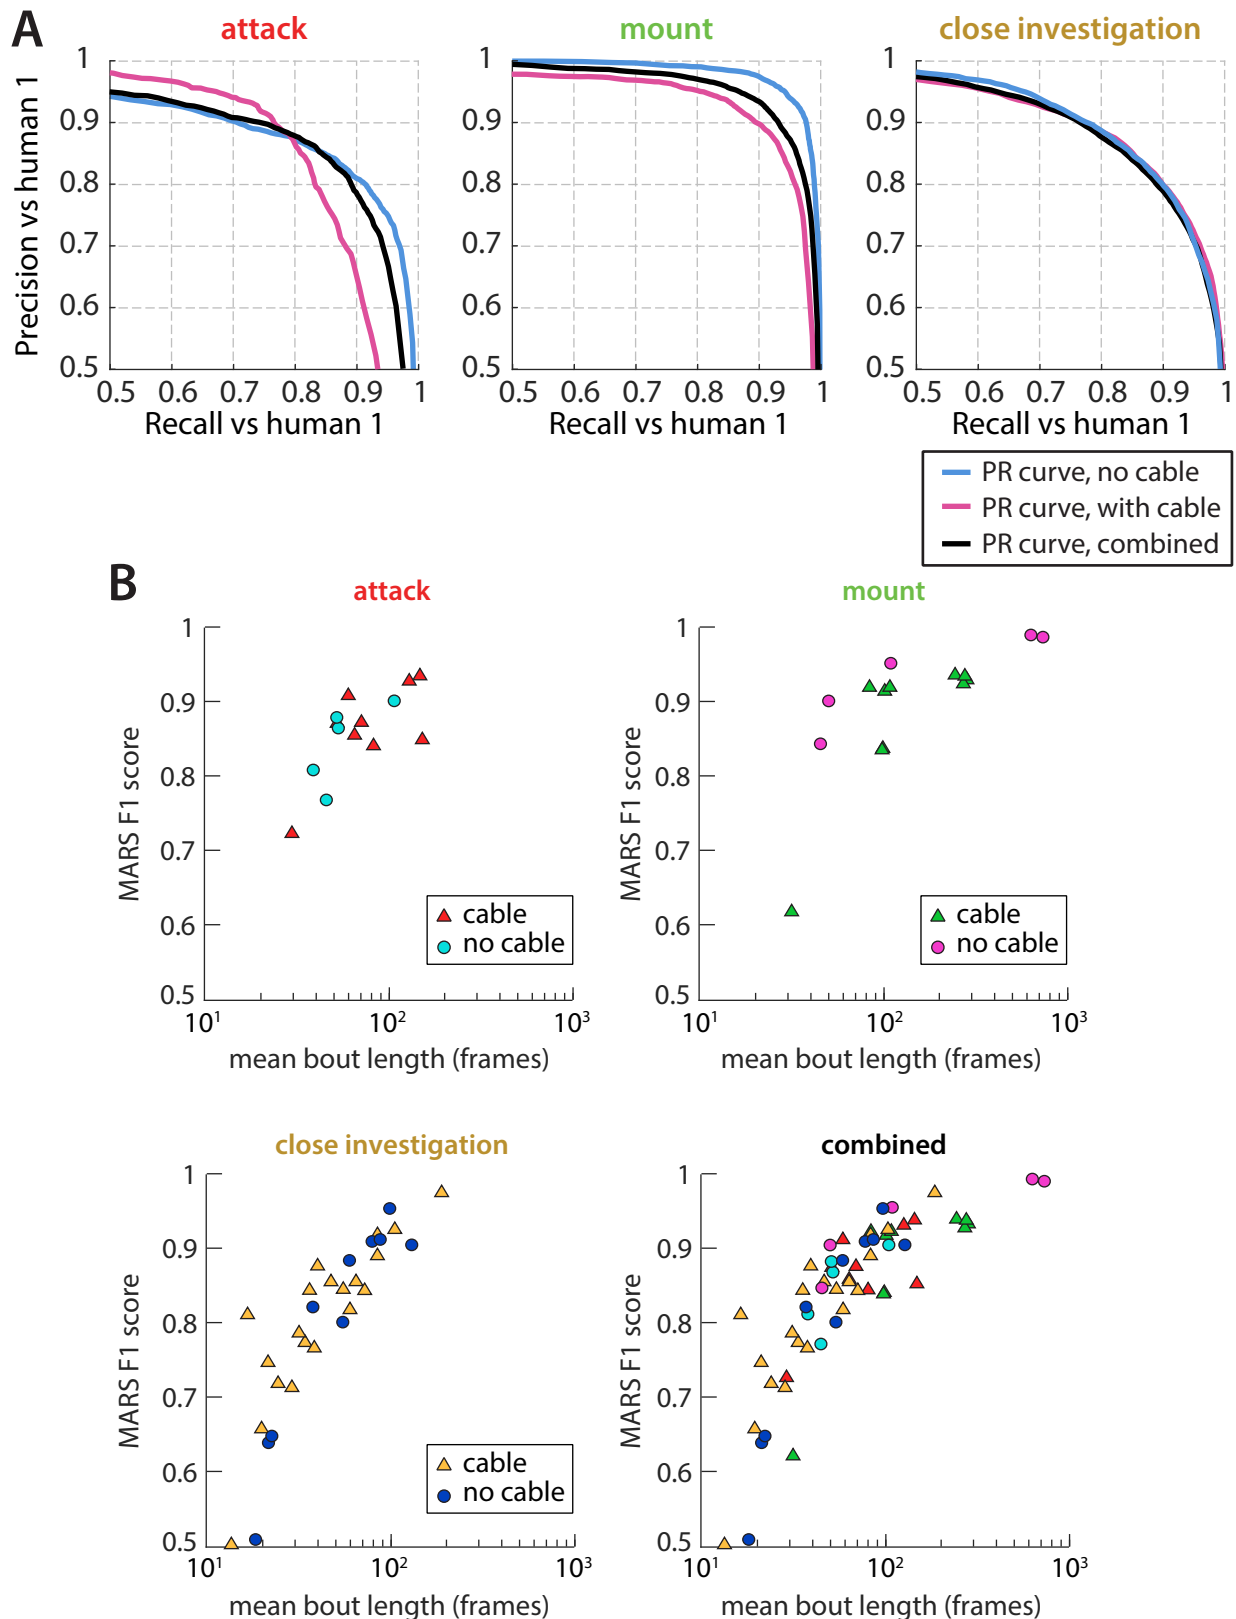 A
attack
mount
close investigation
Precision vs human 1
1
0.9
0.8
0.7
0.6
0.5
0.5 0.6 0.7 0.8 0.9 1
Recall vs human 1
1
0.9
0.8
0.7
0.6
0.5
0.5 0.6 0.7 0.8 0.9 1
Recall vs human 1
1
0.9
0.8
0.7
0.6
0.5
0.5 0.6 0.7 0.8 0.9 1
Recall vs human 1
PR curve, no cable
PR curve, with cable
PR curve, combined
B
attack
MARS F1 score
1
0.9
0.8
0.7
0.6
0.5
cable
no cable
10¹ 10² 10³
mean bout length (frames)
mount
MARS F1 score
1
0.9
0.8
0.7
0.6
0.5
cable
no cable
10¹ 10² 10³
mean bout length (frames)
close investigation
MARS F1 score
1
0.9
0.8
0.7
0.6
0.5
cable
no cable
10¹ 10² 10³
mean bout length (frames)
combined
MARS F1 score
1
0.9
0.8
0.7
0.6
0.5
10¹ 10² 10³
mean bout length (frames)